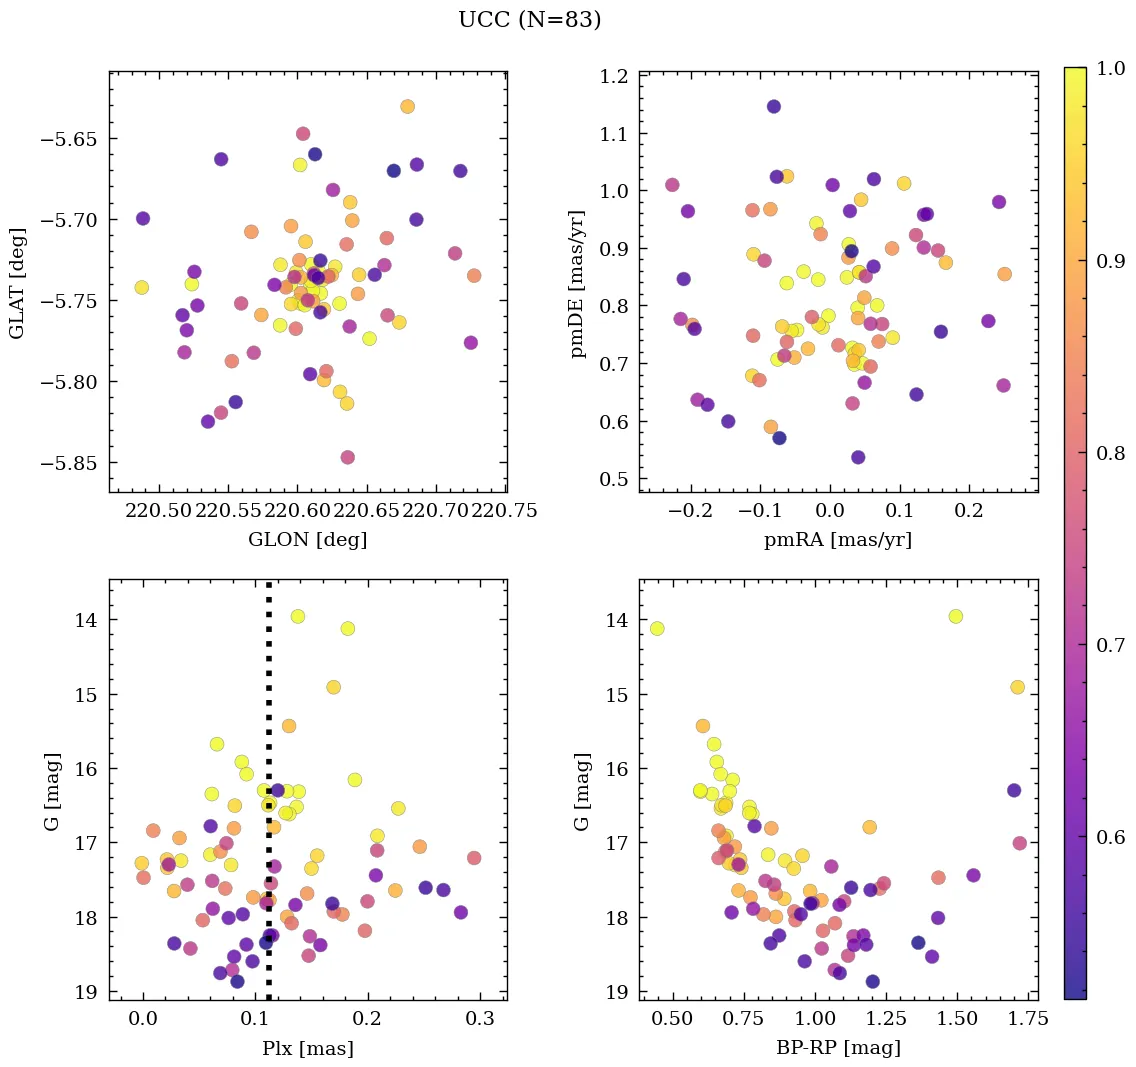 UCC (N=83)
−5.65
−5.70
−5.75
−5.80
−5.85
GLAT [deg]
220.50 220.55 220.60 220.65 220.70 220.75
GLON [deg]
1.2
1.1
1.0
0.9
0.8
0.7
0.6
0.5
pmDE [mas/yr]
−0.2 −0.1 0.0 0.1 0.2
pmRA [mas/yr]
14
15
16
17
18
19
G [mag]
0.0 0.1 0.2 0.3
Plx [mas]
14
15
16
17
18
19
G [mag]
0.50 0.75 1.00 1.25 1.50 1.75
BP-RP [mag]
1.0
0.9
0.8
0.7
0.6